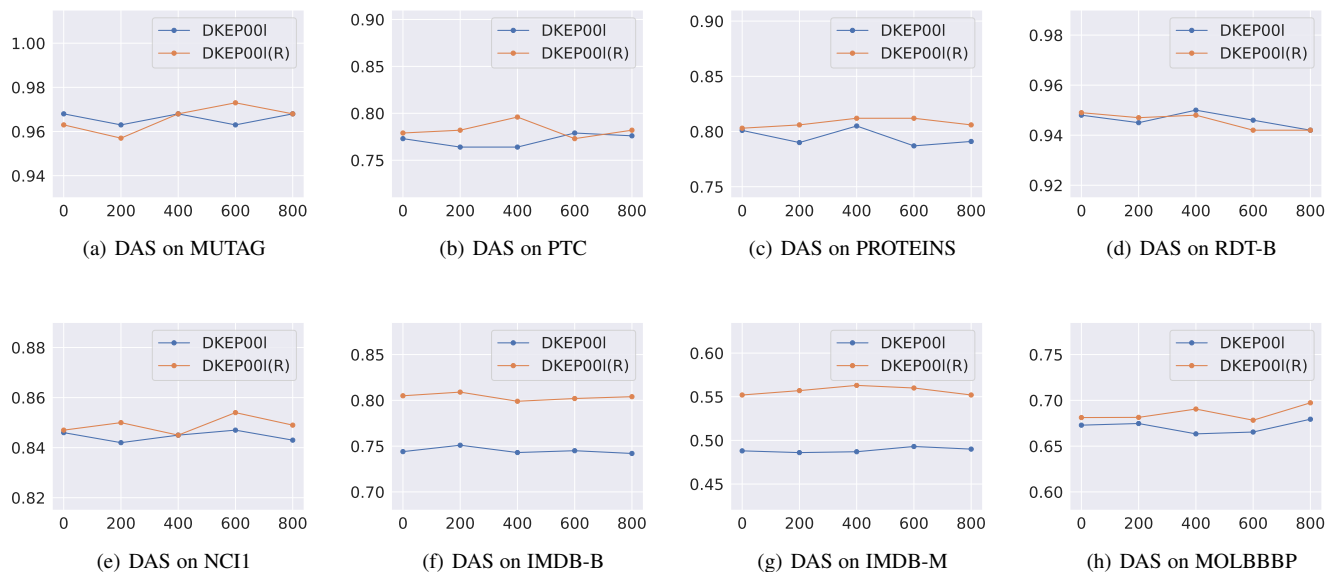 DKEP00l
DKEP00l(R)
1.00
0.98
0.96
0.94
0 200 400 600 800
(a) DAS on MUTAG
DKEP00l
DKEP00l(R)
0.90
0.85
0.80
0.75
0 200 400 600 800
(b) DAS on PTC
DKEP00l
DKEP00l(R)
0.90
0.85
0.80
0.75
0 200 400 600 800
(c) DAS on PROTEINS
DKEP00l
DKEP00l(R)
0.98
0.96
0.94
0.92
0 200 400 600 800
(d) DAS on RDT-B
DKEP00l
DKEP00l(R)
0.88
0.86
0.84
0.82
0 200 400 600 800
(e) DAS on NCI1
DKEP00l
DKEP00l(R)
0.85
0.80
0.75
0.70
0 200 400 600 800
(f) DAS on IMDB-B
DKEP00l
DKEP00l(R)
0.60
0.55
0.50
0.45
0 200 400 600 800
(g) DAS on IMDB-M
DKEP00l
DKEP00l(R)
0.75
0.70
0.65
0.60
0 200 400 600 800
(h) DAS on MOLBBBP